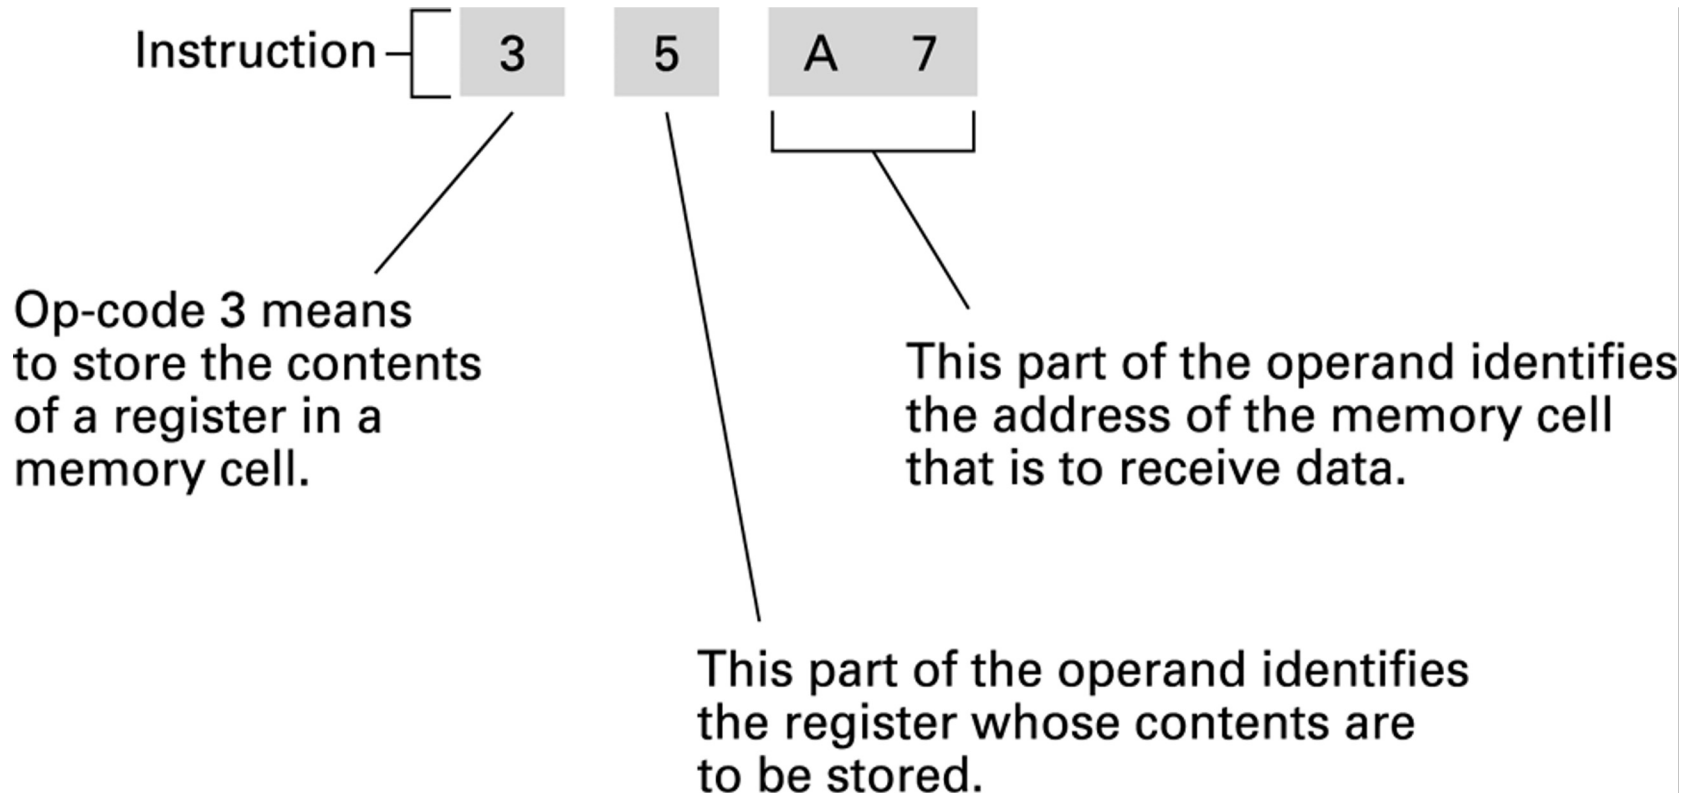 Instruction 3 5 A 7
Op-code 3 means
to store the contents
of a register in a
memory cell.
This part of the operand identifies
the address of the memory cell
that is to receive data.
This part of the operand identifies
the register whose contents are
to be stored.